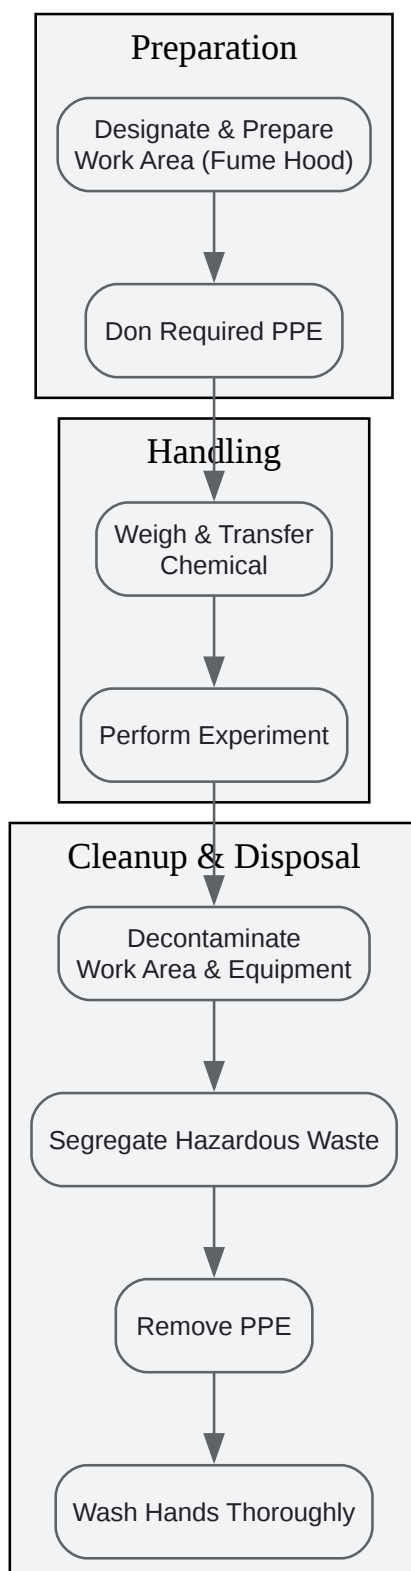 Preparation
Designate & Prepare
Work Area (Fume Hood)
Don Required PPE
Handling
Weigh & Transfer
Chemical
Perform Experiment
Cleanup & Disposal
Decontaminate
Work Area & Equipment
Segregate Hazardous Waste
Remove PPE
Wash Hands Thoroughly